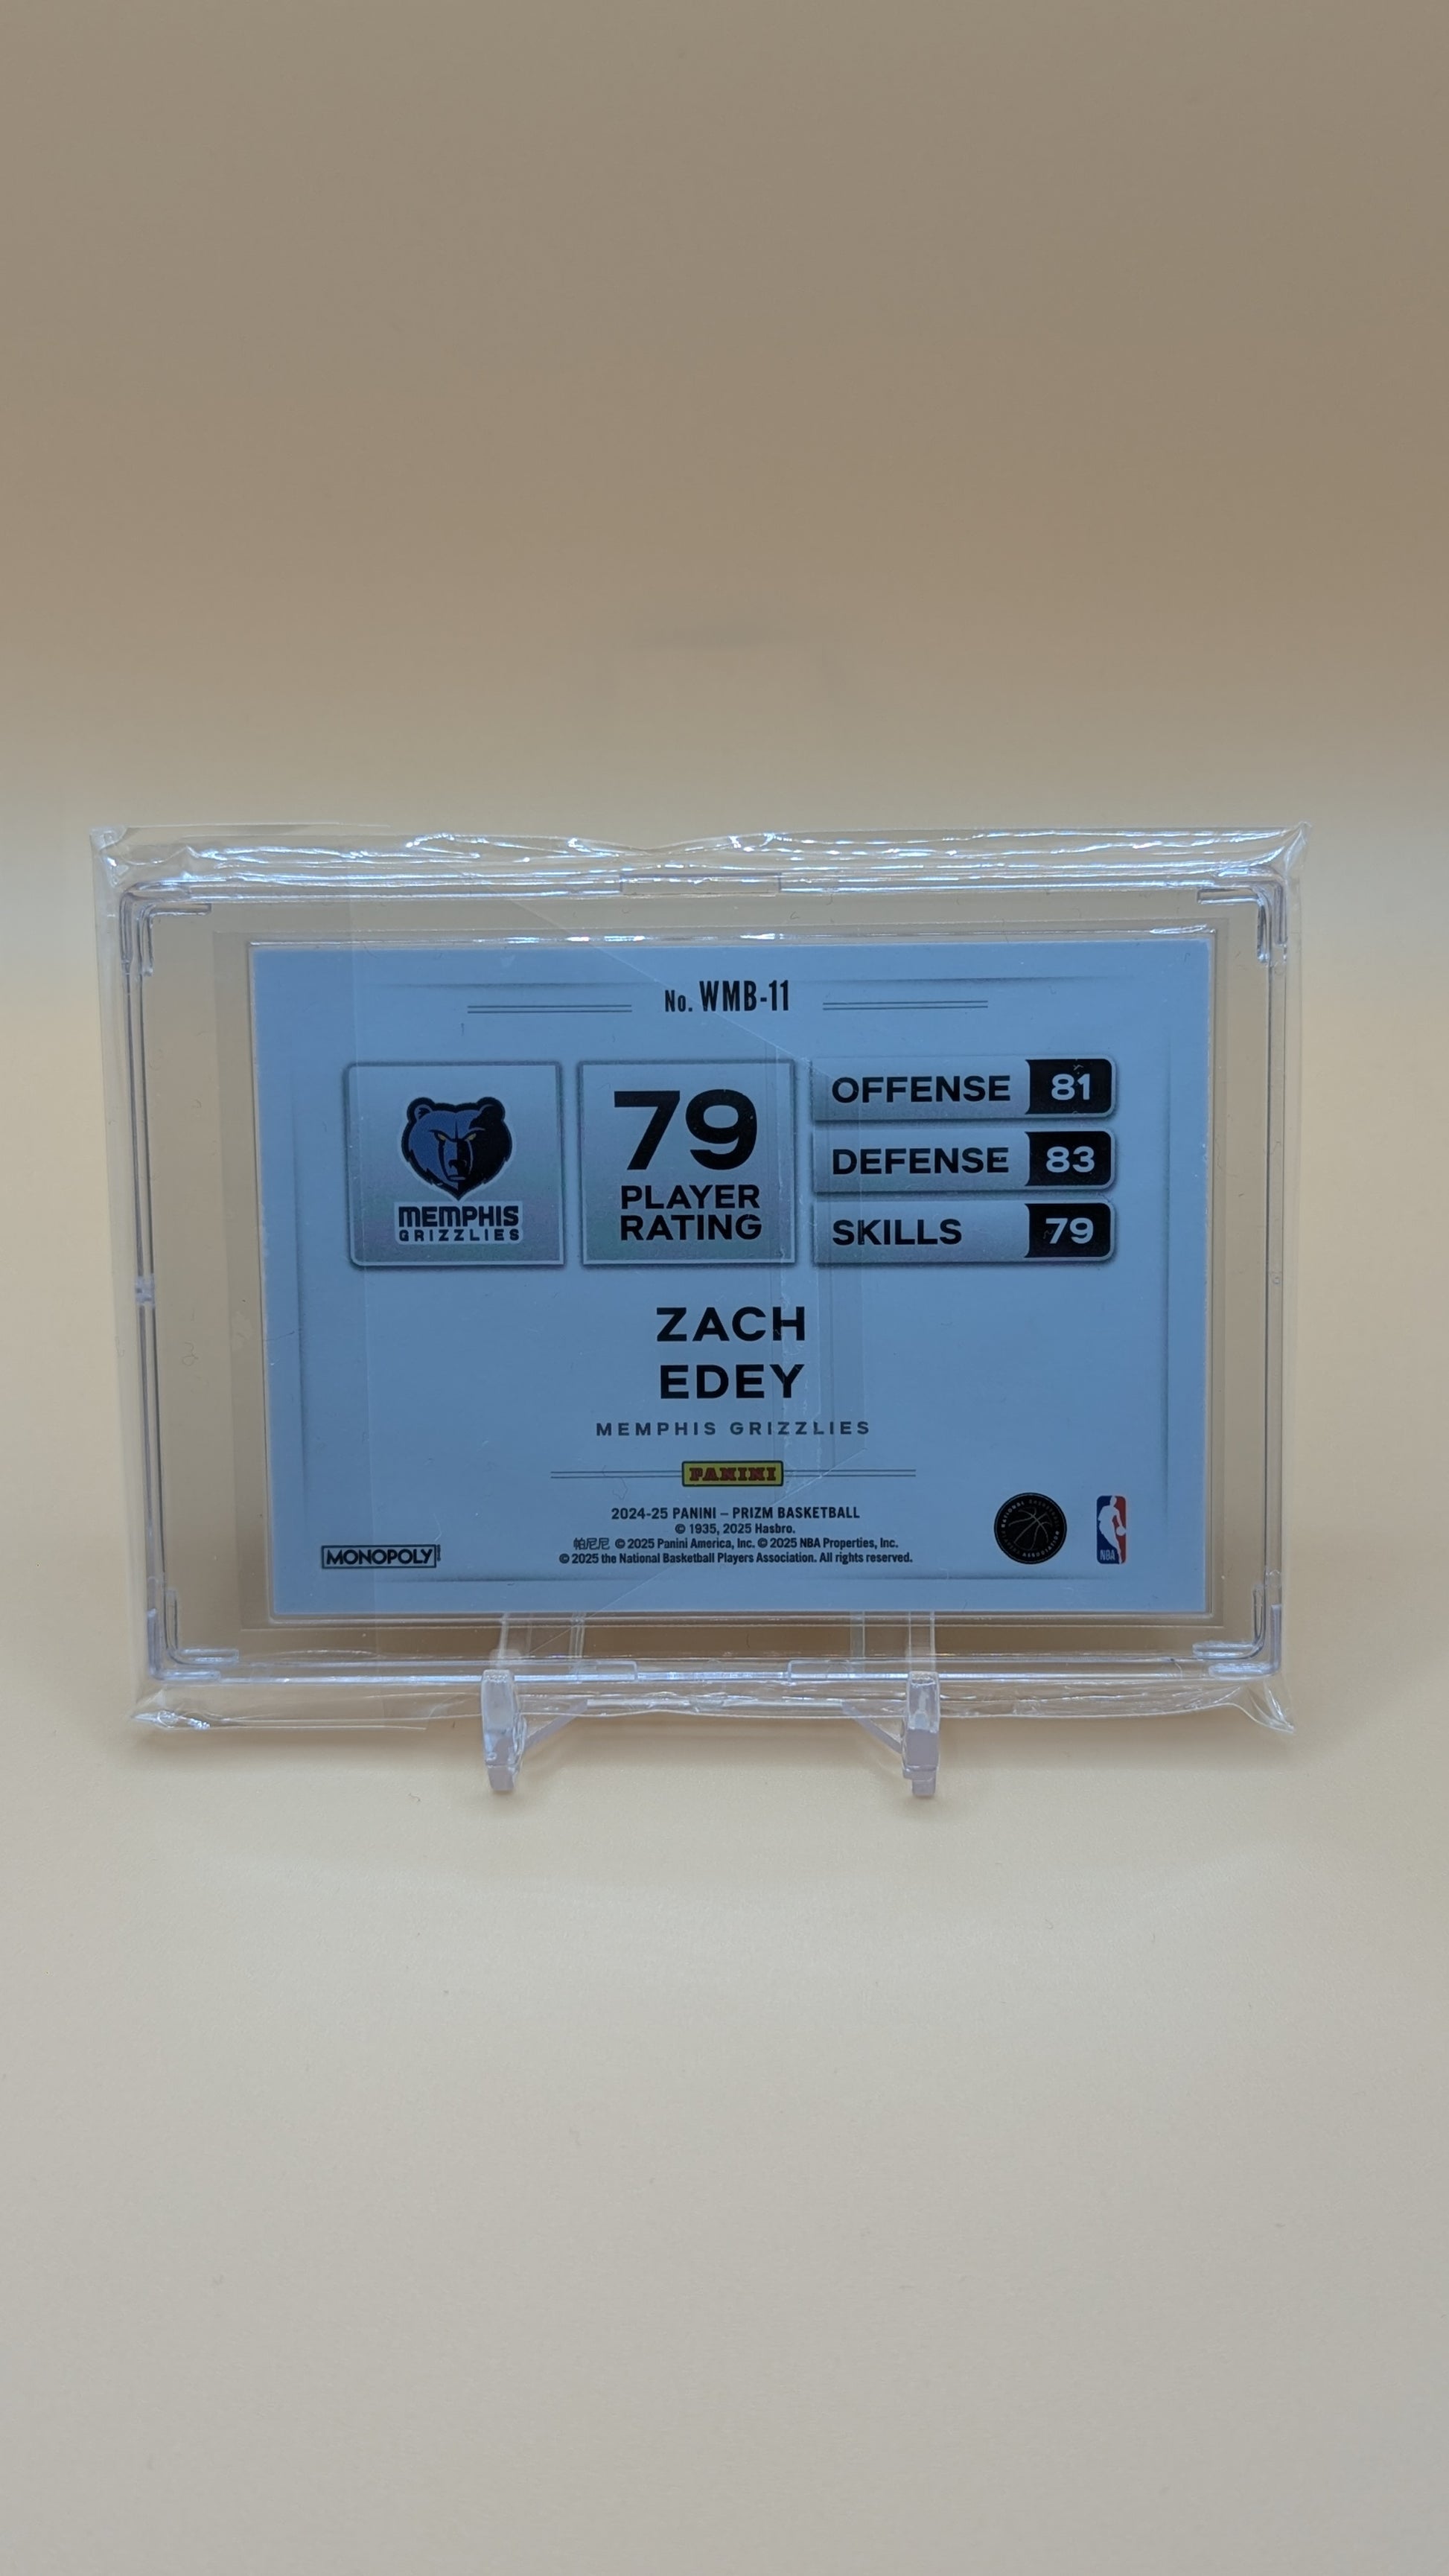 No. WMB-11
MEMPHIS
GRIZZLIES
79
PLAYER
RATING
OFFENSE 81
DEFENSE 83
SKILLS 79
ZACH
EDEY
MEMPHIS GRIZZLIES
PANINI
2024-25 PANINI – PRIZM BASKETBALL
© 1935, 2025 Hasbro.
帕尼尼 © 2025 Panini America, Inc. © 2025 NBA Properties, Inc.
© 2025 the National Basketball Players Association. All rights reserved.
MONOPOLY
NBA